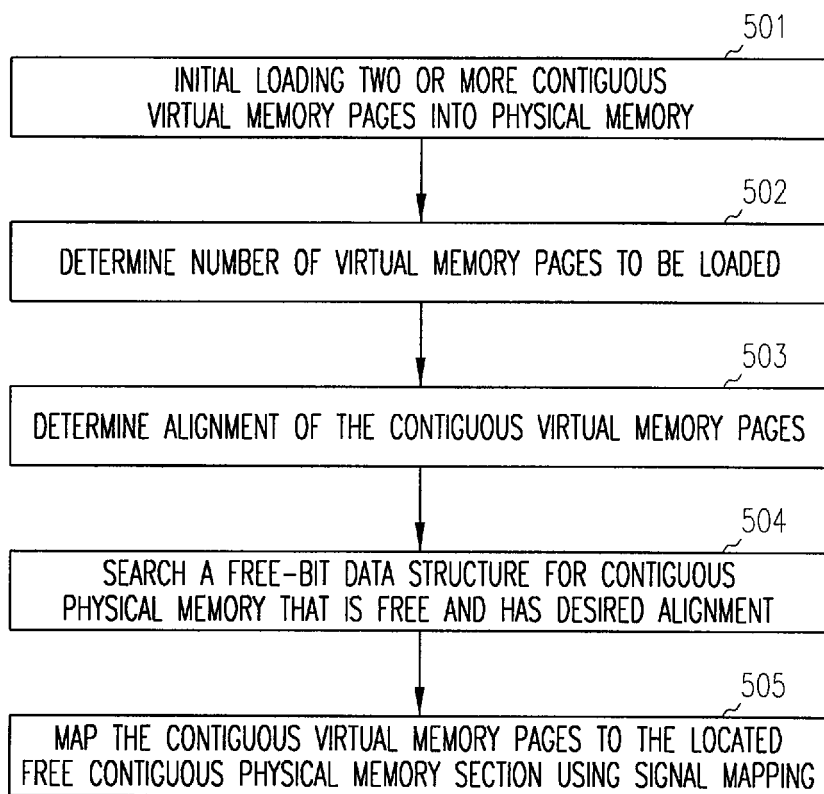 501
INITIAL LOADING TWO OR MORE CONTIGUOUS
VIRTUAL MEMORY PAGES INTO PHYSICAL MEMORY
502
DETERMINE NUMBER OF VIRTUAL MEMORY PAGES TO BE LOADED
503
DETERMINE ALIGNMENT OF THE CONTIGUOUS VIRTUAL MEMORY PAGES
504
SEARCH A FREE-BIT DATA STRUCTURE FOR CONTIGUOUS
PHYSICAL MEMORY THAT IS FREE AND HAS DESIRED ALIGNMENT
505
MAP THE CONTIGUOUS VIRTUAL MEMORY PAGES TO THE LOCATED
FREE CONTIGUOUS PHYSICAL MEMORY SECTION USING SIGNAL MAPPING